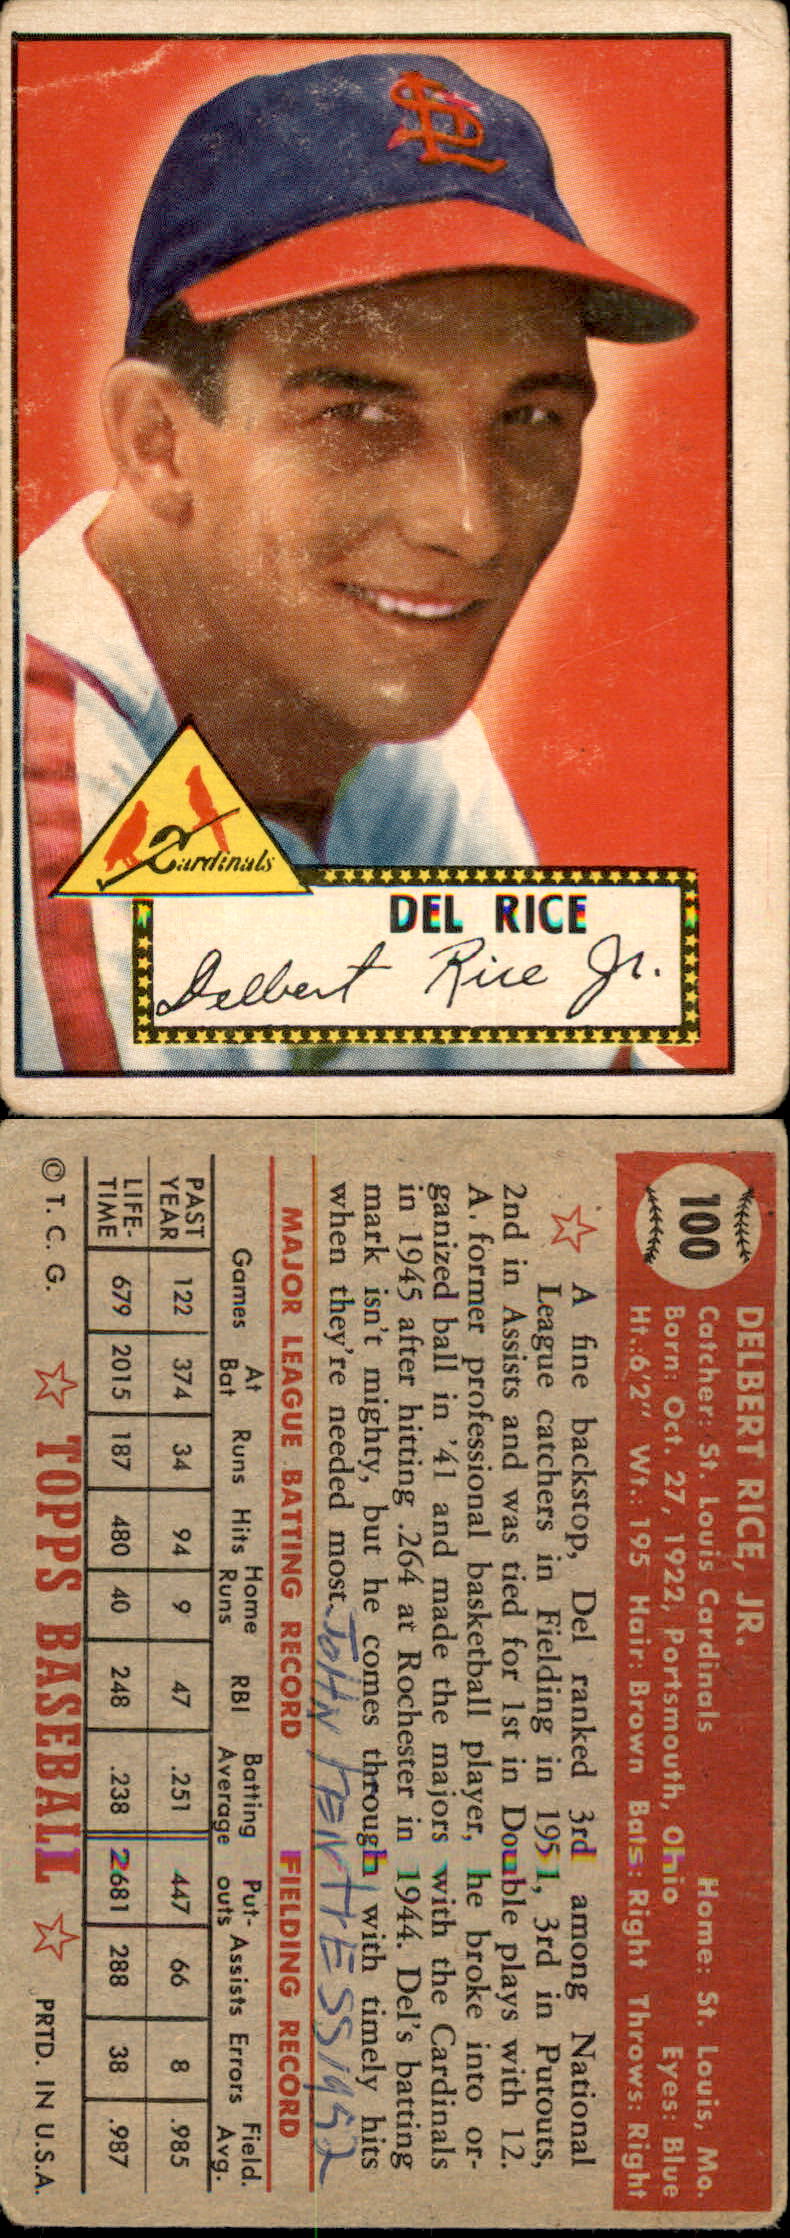 StL
Cardinals
DEL RICE
Delbert Rice Jr.
100
DELBERT RICE, JR.
Catcher: St. Louis Cardinals Home: St. Louis, Mo.
Born: Oct. 27, 1922, Portsmouth, Ohio Eyes: Blue
Ht.: 6'2" Wt.: 195 Hair: Brown Bats: Right Throws: Right
A fine backstop, Del ranked 3rd among National
League catchers in Fielding in 1951, 3rd in Putouts,
2nd in Assists and was tied for 1st in Double plays with 12.
A former professional basketball player, he broke into or-
ganized ball in '41 and made the majors with the Cardinals
in 1945 after hitting .264 at Rochester in 1944. Del's batting
mark isn't mighty, but he comes through with timely hits
when they're needed most.
JOHN 1952
MAJOR LEAGUE BATTING RECORD FIELDING RECORD
Games At Bat Runs Hits Home Runs RBI Batting Average Put-outs Assists Errors Field. Avg.
PAST YEAR 122 374 34 94 9 47 .251 447 66 8 .985
LIFE-TIME 679 2015 187 480 40 248 .238 2681 288 38 .987
© T. C. G. TOPPS BASEBALL PRTD. IN U.S.A.